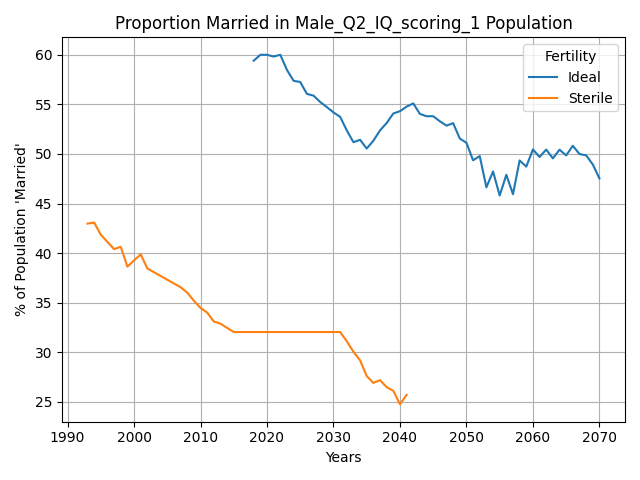 Proportion Married in Male_Q2_IQ_scoring_1 Population
Fertility
Ideal
Sterile
% of Population 'Married'
60
55
50
45
40
35
30
25
1990 2000 2010 2020 2030 2040 2050 2060 2070
Years